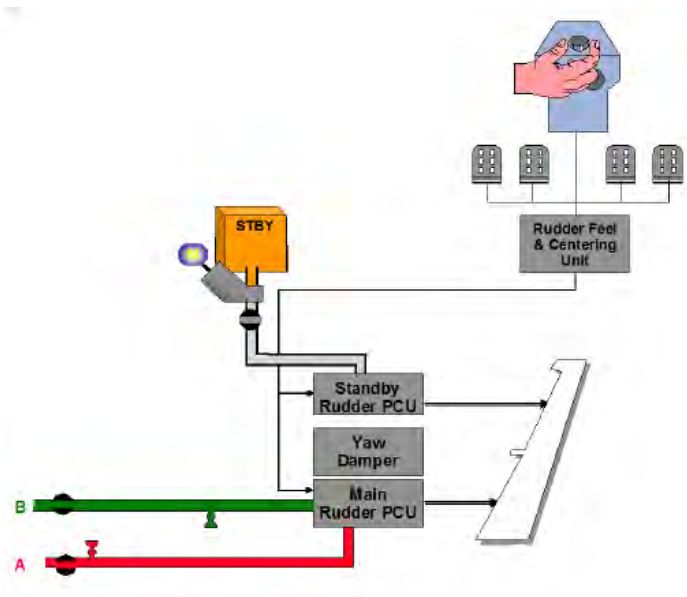 STBY
Rudder Feel
& Centering
Unit
Standby
Rudder PCU
Yaw
Damper
Main
Rudder PCU
B
A